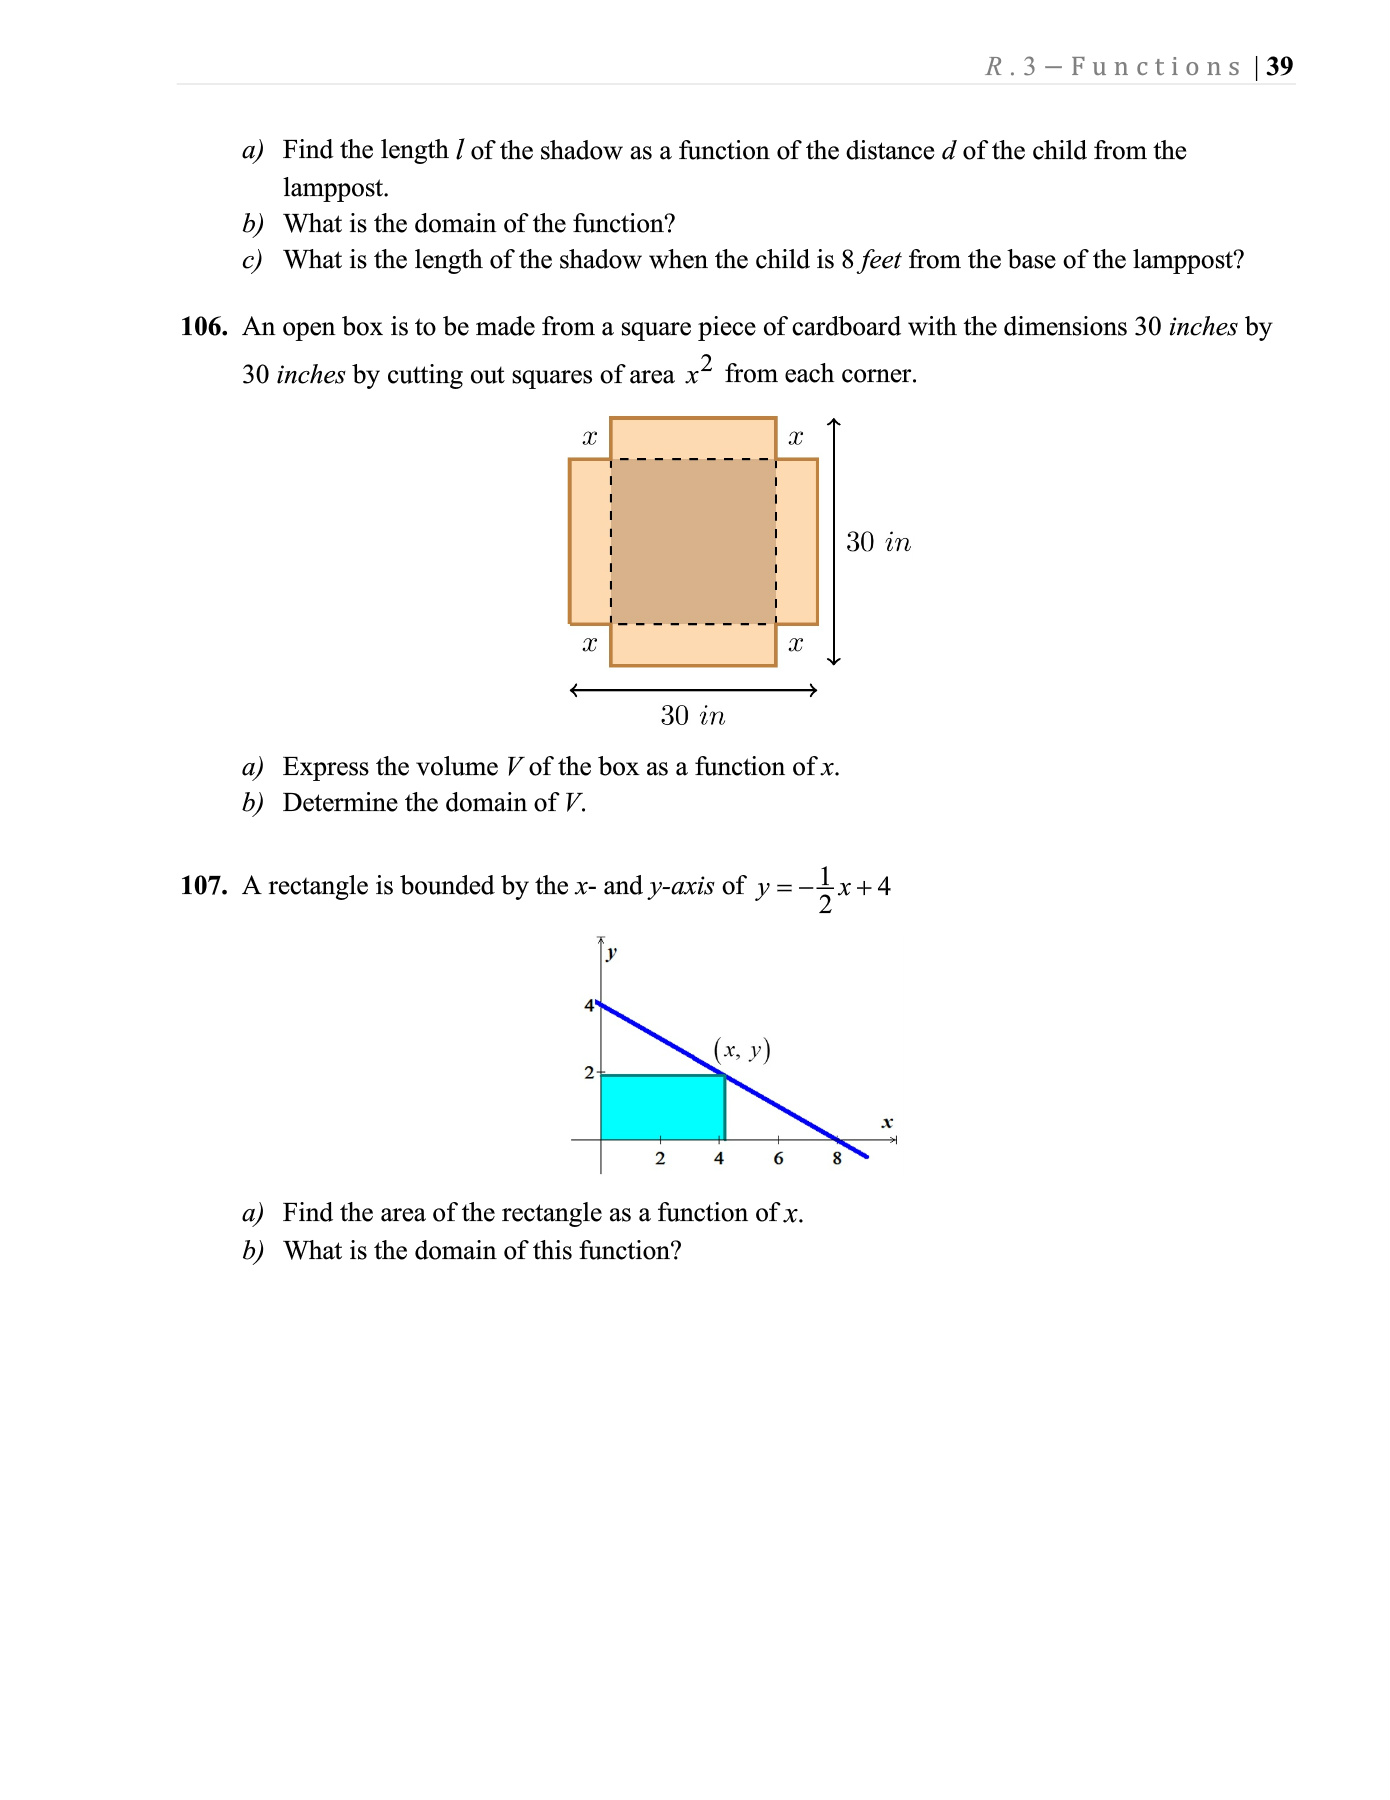 R.3 – Functions | 39
a) Find the length l of the shadow as a function of the distance d of the child from the
lamppost.
b) What is the domain of the function?
c) What is the length of the shadow when the child is 8 feet from the base of the lamppost?
106. An open box is to be made from a square piece of cardboard with the dimensions 30 inches by
30 inches by cutting out squares of area x² from each corner.
x x
30 in
x x
30 in
a) Express the volume V of the box as a function of x.
b) Determine the domain of V.
107. A rectangle is bounded by the x- and y-axis of y = −1/2 x + 4
y
4
(x, y)
2
x
2 4 6 8
a) Find the area of the rectangle as a function of x.
b) What is the domain of this function?